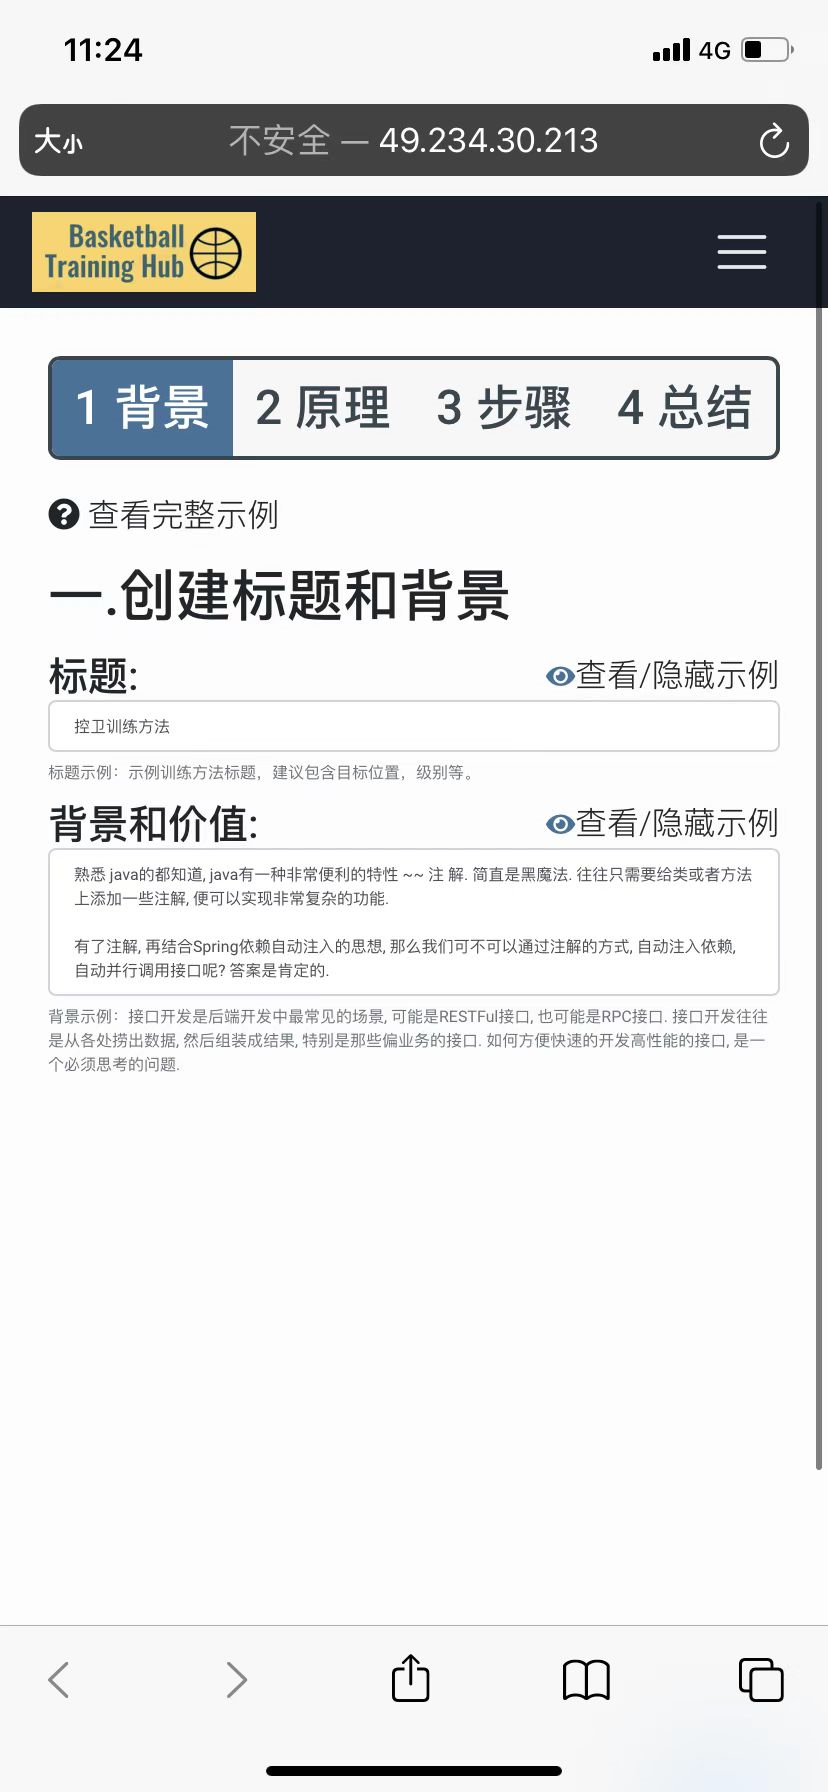 11:24
4G
大小
不安全 — 49.234.30.213
Basketball
Training Hub
1 背景
2 原理
3 步骤
4 总结
查看完整示例
一.创建标题和背景
标题:
查看/隐藏示例
控卫训练方法
标题示例：示例训练方法标题，建议包含目标位置，级别等。
背景和价值:
查看/隐藏示例
熟悉 java的都知道, java有一种非常便利的特性 ~~ 注 解. 简直是黑魔法. 往往只需要给类或者方法
上添加一些注解, 便可以实现非常复杂的功能.
有了注解, 再结合Spring依赖自动注入的思想, 那么我们可不可以通过注解的方式, 自动注入依赖,
自动并行调用接口呢? 答案是肯定的.
背景示例：接口开发是后端开发中最常见的场景, 可能是RESTFul接口, 也可能是RPC接口. 接口开发往往
是从各处捞出数据, 然后组装成结果, 特别是那些偏业务的接口. 如何方便快速的开发高性能的接口, 是一
个必须思考的问题.